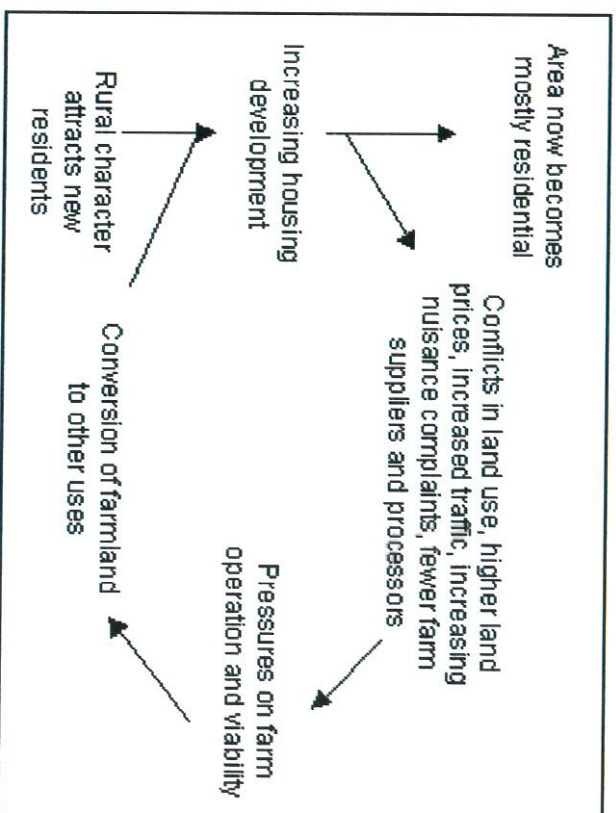 Area now becomes
mostly residential
Increasing housing
development
Rural character
attracts new
residents
Conflicts in land use, higher land
prices, increased traffic, increasing
nuisance complaints, fewer farm
suppliers and processors
Pressures on farm
operation and viability
Conversion of farmland
to other uses